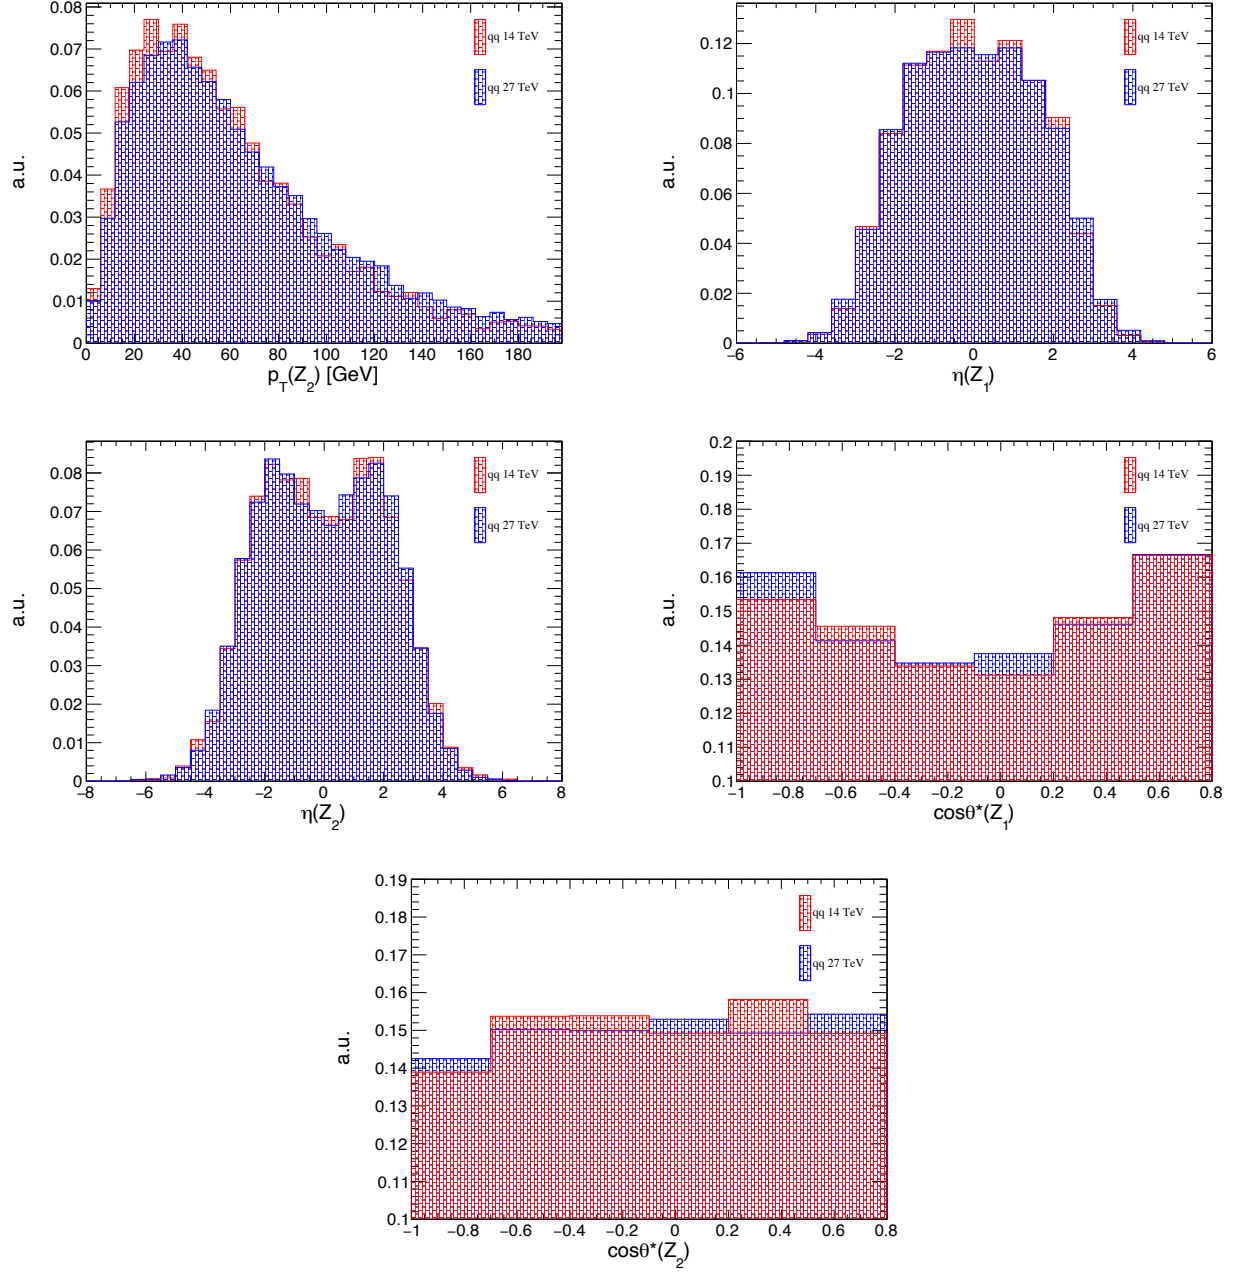 0.08
0.07
0.06
0.05
0.04
0.03
0.02
0.01
0
a.u.
qq 14 TeV
qq 27 TeV
0 20 40 60 80 100 120 140 160 180
p_T(Z_2) [GeV]
0.12
0.1
0.08
0.06
0.04
0.02
0
a.u.
qq 14 TeV
qq 27 TeV
−6 −4 −2 0 2 4 6
η(Z_1)
0.08
0.07
0.06
0.05
0.04
0.03
0.02
0.01
0
a.u.
qq 14 TeV
qq 27 TeV
−8 −6 −4 −2 0 2 4 6 8
η(Z_2)
0.2
0.19
0.18
0.17
0.16
0.15
0.14
0.13
0.12
0.11
0.1
a.u.
qq 14 TeV
qq 27 TeV
−1 −0.8 −0.6 −0.4 −0.2 0 0.2 0.4 0.6 0.8
cosθ*(Z_1)
0.19
0.18
0.17
0.16
0.15
0.14
0.13
0.12
0.11
0.1
a.u.
qq 14 TeV
qq 27 TeV
−1 −0.8 −0.6 −0.4 −0.2 0 0.2 0.4 0.6 0.8
cosθ*(Z_2)